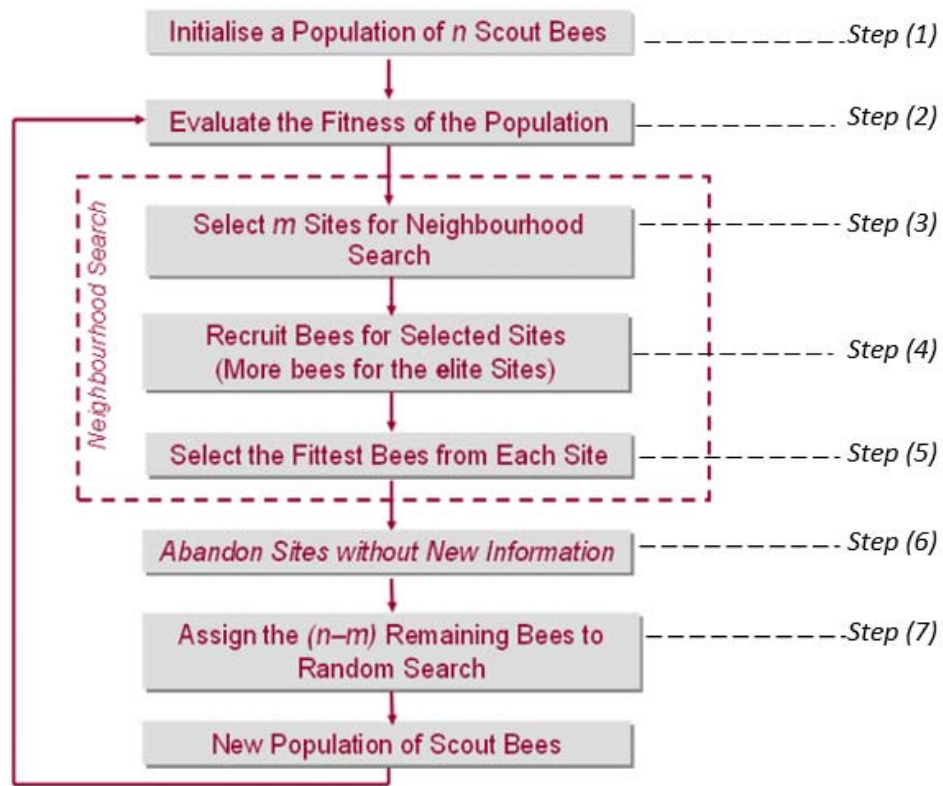 Initialise a Population of n Scout Bees
Step (1)
Evaluate the Fitness of the Population
Step (2)
Neighbourhood Search
Select m Sites for Neighbourhood
Search
Step (3)
Recruit Bees for Selected Sites
(More bees for the elite Sites)
Step (4)
Select the Fittest Bees from Each Site
Step (5)
Abandon Sites without New Information
Step (6)
Assign the (n–m) Remaining Bees to
Random Search
Step (7)
New Population of Scout Bees